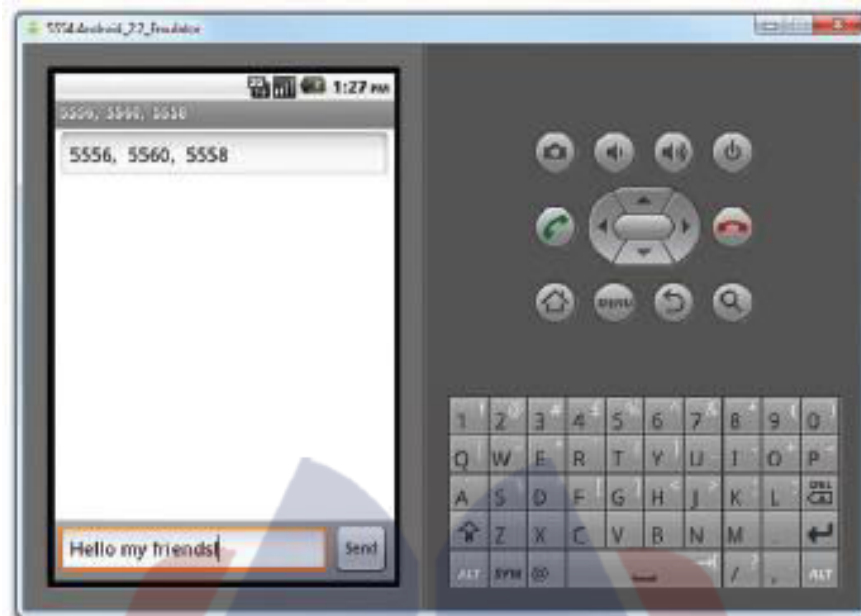 5554:Android_2.2_Emulator
1:27 PM
5556, 5560, 5558
5556, 5560, 5558
Hello my friends!
Send
MENU
1 ! 2 @ 3 # 4 $ 5 % 6 ^ 7 & 8 * 9 ( 0 )
Q W E R T Y U I O P
A S D F G H J K L DEL
Z X C V B N M .
ALT SYM @ / ? , ALT